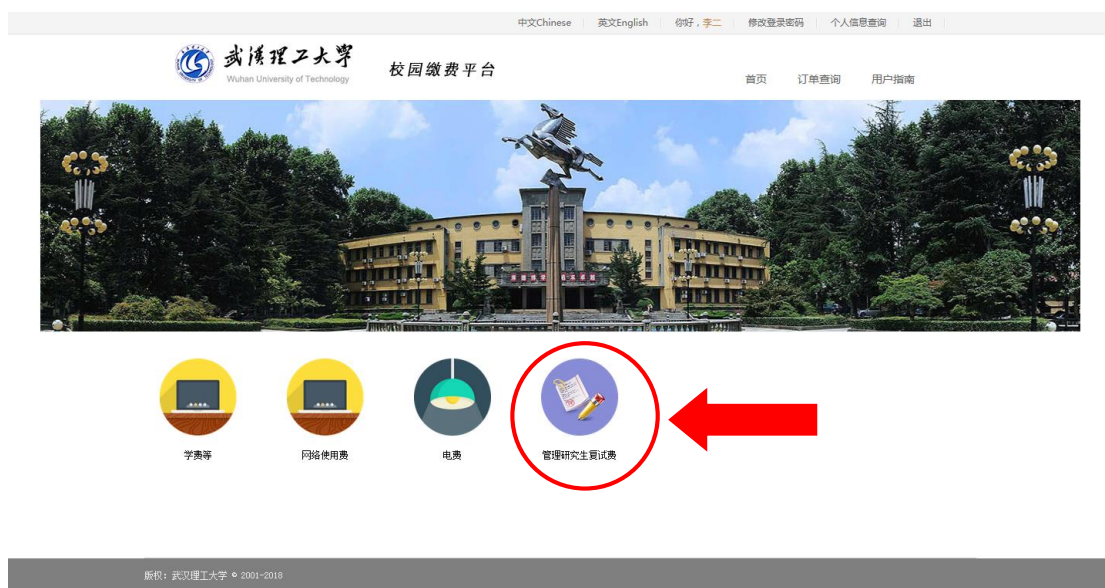 中文Chinese 英文English 你好，李二 修改登录密码 个人信息查询 退出
武汉理工大学
Wuhan University of Technology
校园缴费平台
首页 订单查询 用户指南
学费等 网络使用费 电费 管理研究生复试费
版权：武汉理工大学 © 2001-2018